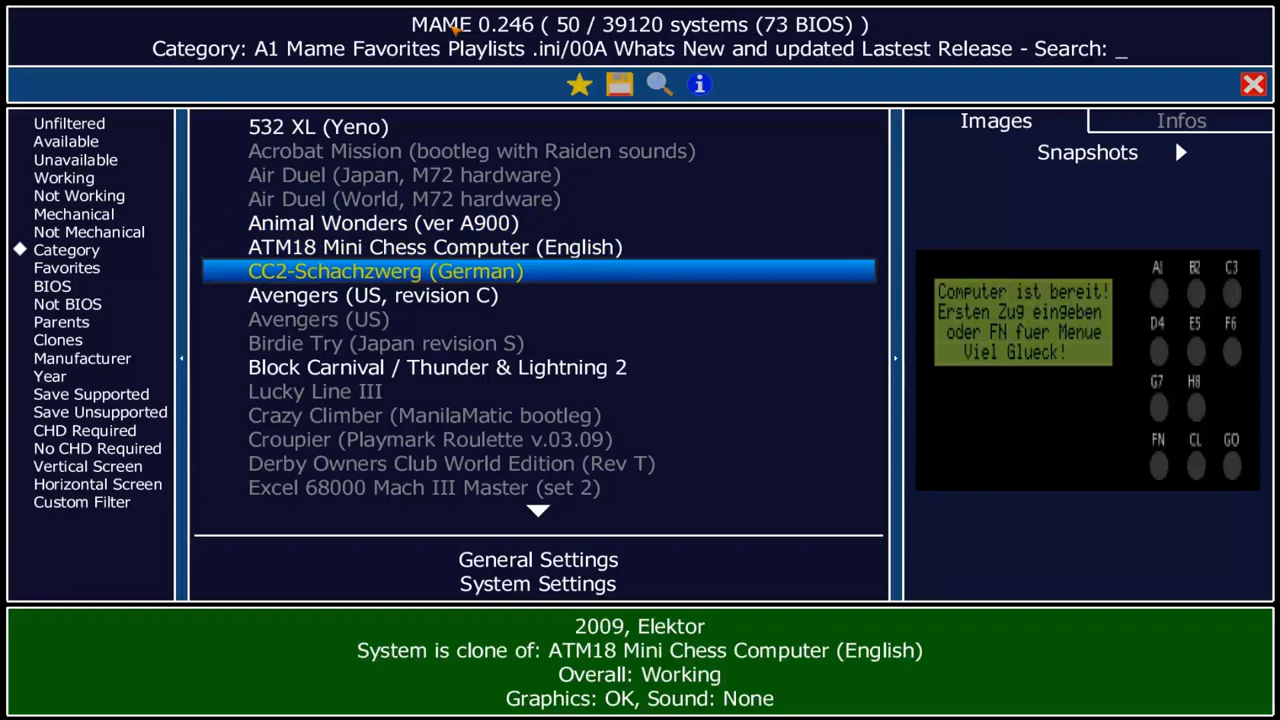 MAME 0.246 ( 50 / 39120 systems (73 BIOS) )
Category: A1 Mame Favorites Playlists .ini/00A Whats New and updated Lastest Release - Search: _
Unfiltered
Available
Unavailable
Working
Not Working
Mechanical
Not Mechanical
Category
Favorites
BIOS
Not BIOS
Parents
Clones
Manufacturer
Year
Save Supported
Save Unsupported
CHD Required
No CHD Required
Vertical Screen
Horizontal Screen
Custom Filter
532 XL (Yeno)
Acrobat Mission (bootleg with Raiden sounds)
Air Duel (Japan, M72 hardware)
Air Duel (World, M72 hardware)
Animal Wonders (ver A900)
ATM18 Mini Chess Computer (English)
CC2-Schachzwerg (German)
Avengers (US, revision C)
Avengers (US)
Birdie Try (Japan revision S)
Block Carnival / Thunder & Lightning 2
Lucky Line III
Crazy Climber (ManilaMatic bootleg)
Croupier (Playmark Roulette v.03.09)
Derby Owners Club World Edition (Rev T)
Excel 68000 Mach III Master (set 2)
General Settings
System Settings
Images
Infos
Snapshots
Computer ist bereit!
Ersten Zug eingeben
oder FN fuer Menue
Viel Glueck!
A1 B2 C3
D4 E5 F6
G7 H8
FN CL GO
2009, Elektor
System is clone of: ATM18 Mini Chess Computer (English)
Overall: Working
Graphics: OK, Sound: None